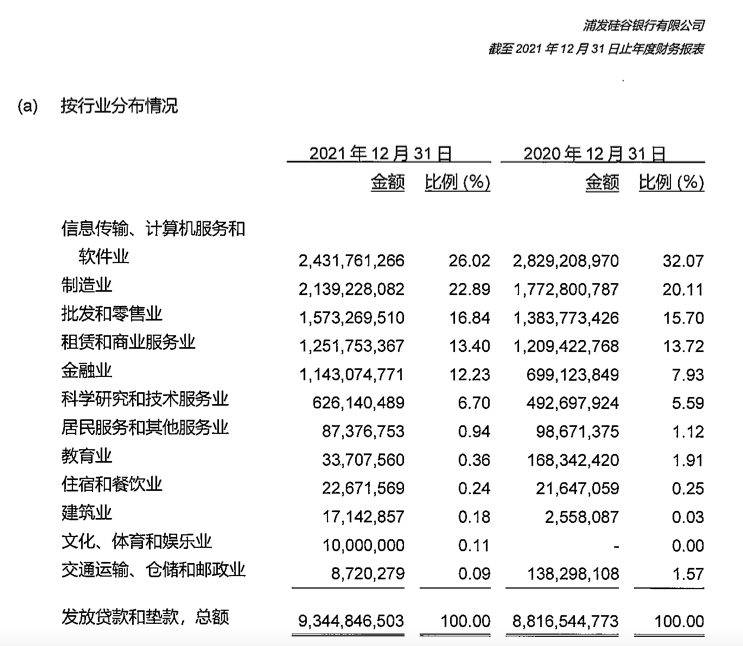 浦发硅谷银行有限公司
截至 2021 年 12 月 31 日止年度财务报表
(a) 按行业分布情况
2021 年 12 月 31 日 2020 年 12 月 31 日
金额 比例 (%) 金额 比例 (%)
信息传输、计算机服务和
软件业 2,431,761,266 26.02 2,829,208,970 32.07
制造业 2,139,228,082 22.89 1,772,800,787 20.11
批发和零售业 1,573,269,510 16.84 1,383,773,426 15.70
租赁和商业服务业 1,251,753,367 13.40 1,209,422,768 13.72
金融业 1,143,074,771 12.23 699,123,849 7.93
科学研究和技术服务业 626,140,489 6.70 492,697,924 5.59
居民服务和其他服务业 87,376,753 0.94 98,671,375 1.12
教育业 33,707,560 0.36 168,342,420 1.91
住宿和餐饮业 22,671,569 0.24 21,647,059 0.25
建筑业 17,142,857 0.18 2,558,087 0.03
文化、体育和娱乐业 10,000,000 0.11 - 0.00
交通运输、仓储和邮政业 8,720,279 0.09 138,298,108 1.57
发放贷款和垫款，总额 9,344,846,503 100.00 8,816,544,773 100.00